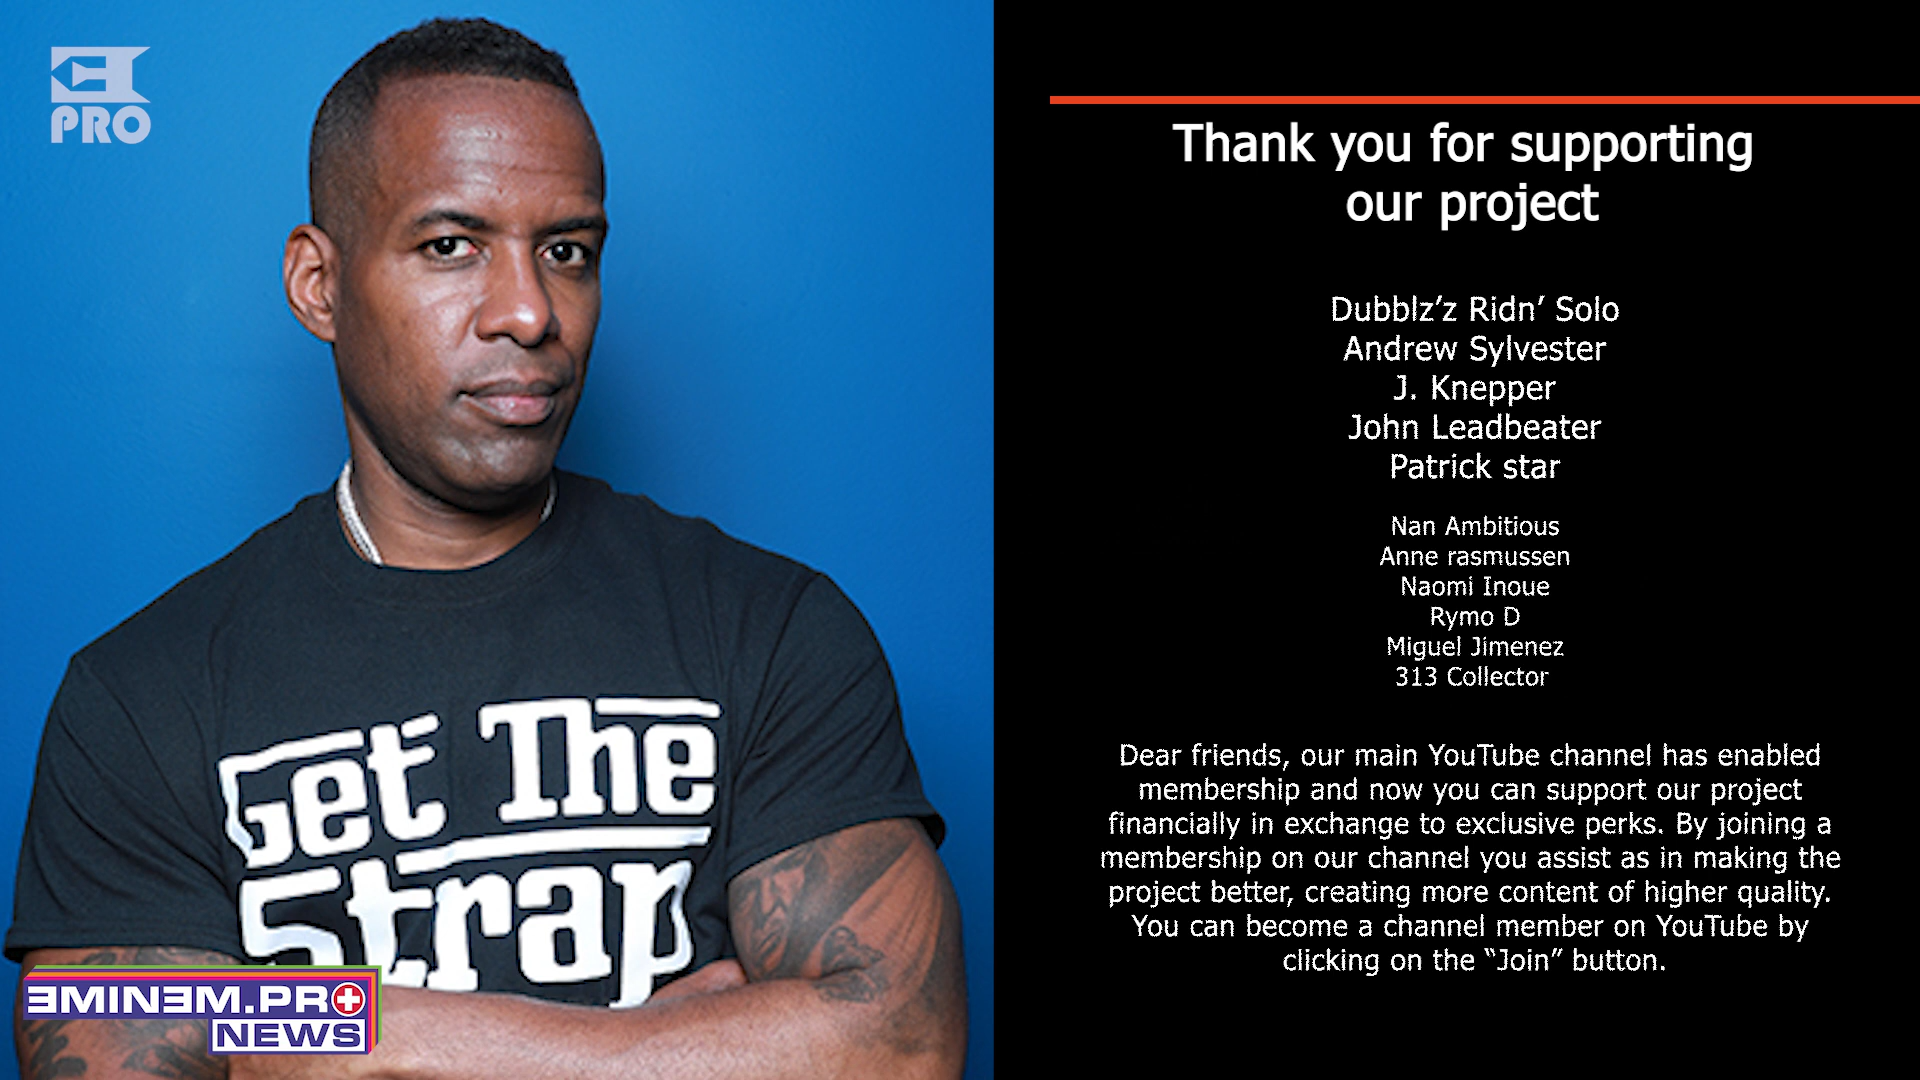 PRO
Get The
Strap
EMINEM.PRO
NEWS
Thank you for supporting
our project
Dubblz’z Ridn’ Solo
Andrew Sylvester
J. Knepper
John Leadbeater
Patrick star
Nan Ambitious
Anne rasmussen
Naomi Inoue
Rymo D
Miguel Jimenez
313 Collector
Dear friends, our main YouTube channel has enabled
membership and now you can support our project
financially in exchange to exclusive perks. By joining a
membership on our channel you assist as in making the
project better, creating more content of higher quality.
You can become a channel member on YouTube by
clicking on the “Join” button.